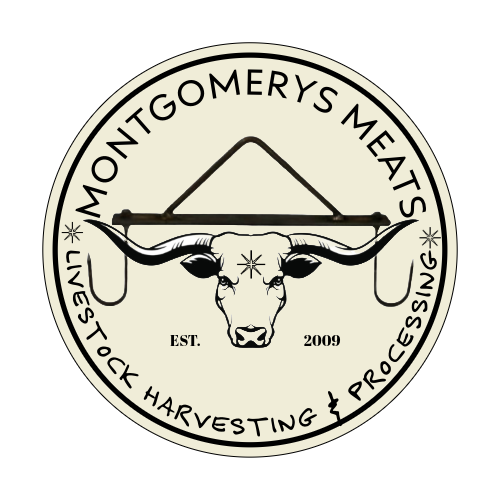 MONTGOMERYS MEATS
EST. 2009
LIVESTOCK HARVESTING & PROCESSING